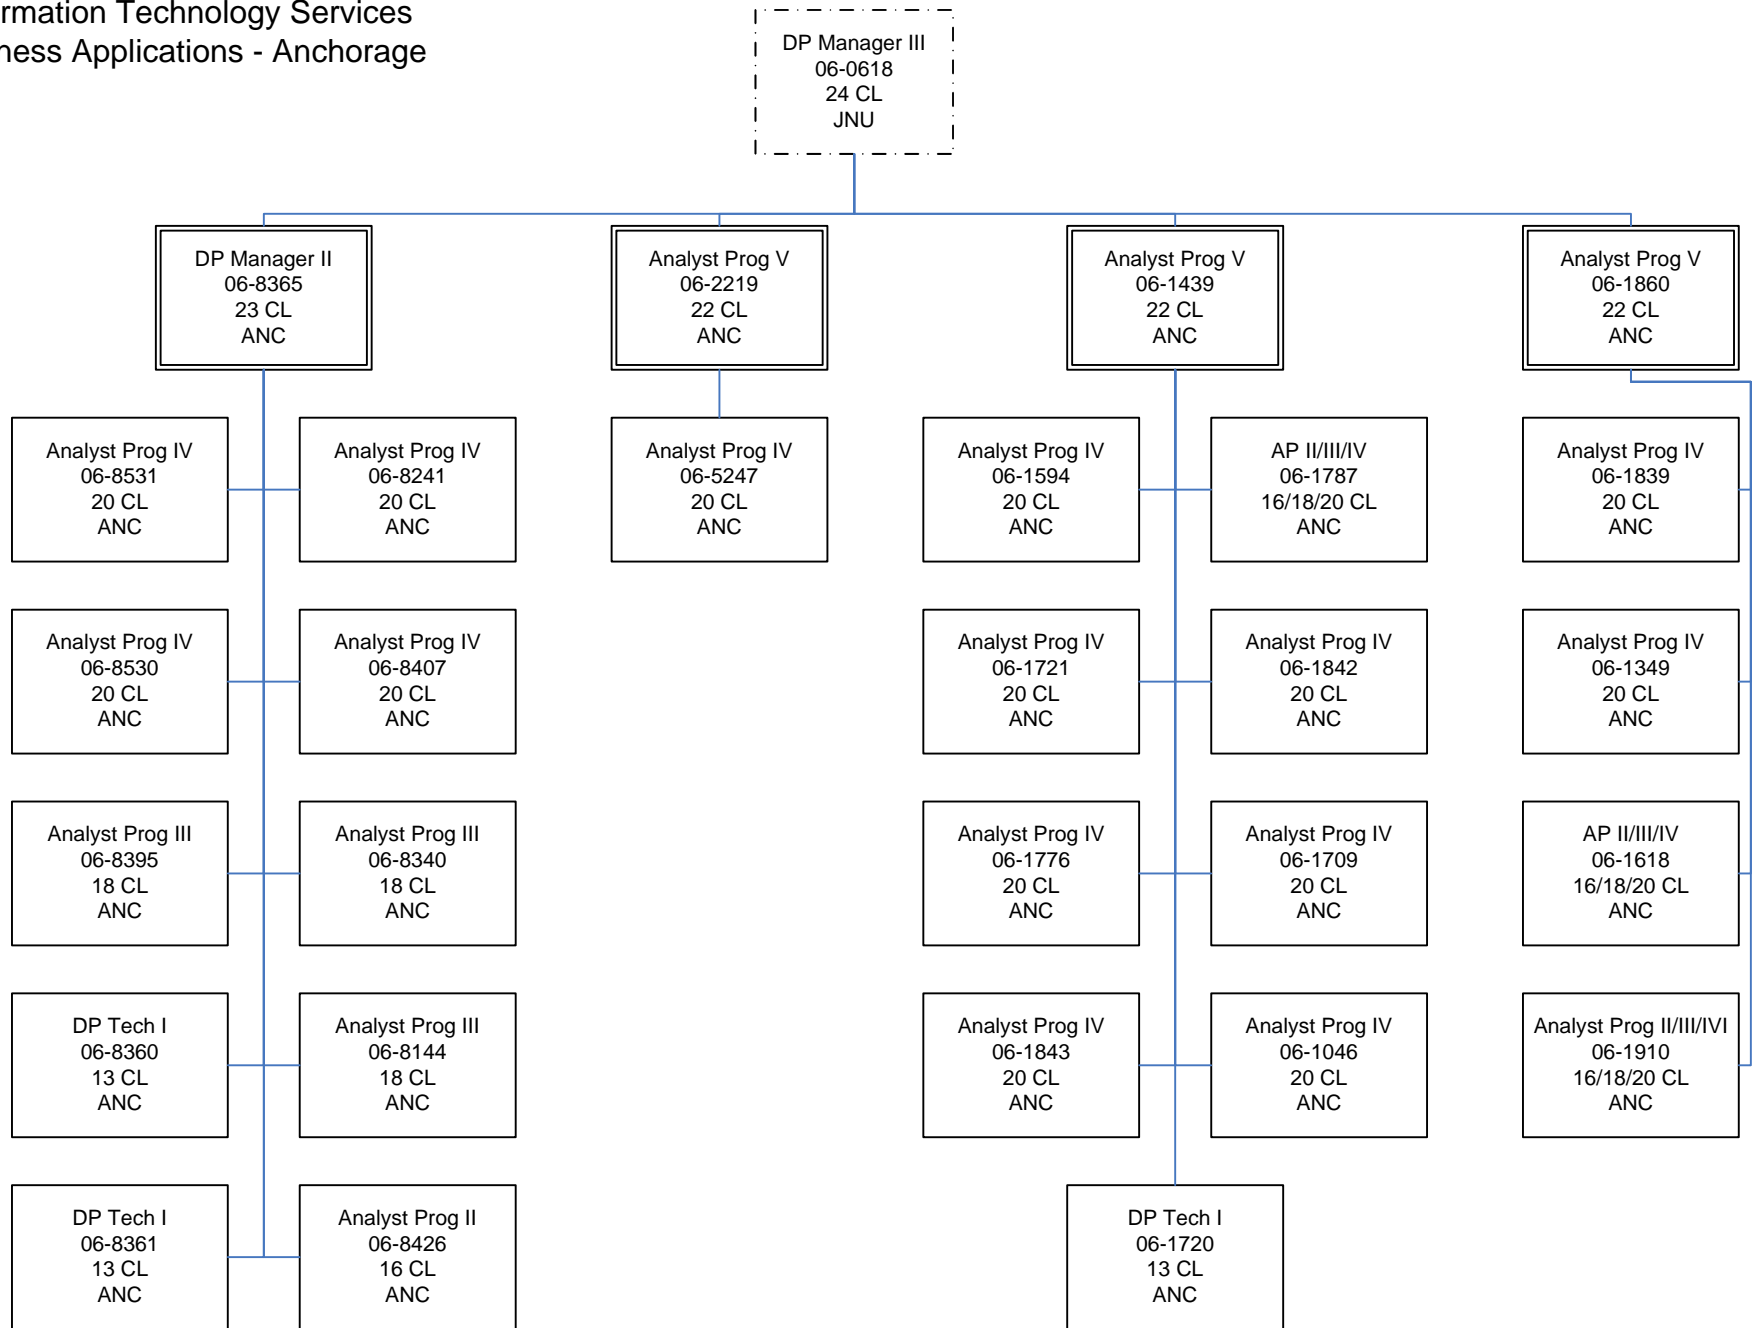 rmation Technology Services
ness Applications - Anchorage
DP Manager III
06-0618
24 CL
JNU
DP Manager II
06-8365
23 CL
ANC
Analyst Prog V
06-2219
22 CL
ANC
Analyst Prog V
06-1439
22 CL
ANC
Analyst Prog V
06-1860
22 CL
ANC
Analyst Prog IV
06-8531
20 CL
ANC
Analyst Prog IV
06-8241
20 CL
ANC
Analyst Prog IV
06-5247
20 CL
ANC
Analyst Prog IV
06-1594
20 CL
ANC
AP II/III/IV
06-1787
16/18/20 CL
ANC
Analyst Prog IV
06-1839
20 CL
ANC
Analyst Prog IV
06-8530
20 CL
ANC
Analyst Prog IV
06-8407
20 CL
ANC
Analyst Prog IV
06-1721
20 CL
ANC
Analyst Prog IV
06-1842
20 CL
ANC
Analyst Prog IV
06-1349
20 CL
ANC
Analyst Prog III
06-8395
18 CL
ANC
Analyst Prog III
06-8340
18 CL
ANC
Analyst Prog IV
06-1776
20 CL
ANC
Analyst Prog IV
06-1709
20 CL
ANC
AP II/III/IV
06-1618
16/18/20 CL
ANC
DP Tech I
06-8360
13 CL
ANC
Analyst Prog III
06-8144
18 CL
ANC
Analyst Prog IV
06-1843
20 CL
ANC
Analyst Prog IV
06-1046
20 CL
ANC
Analyst Prog II/III/IVI
06-1910
16/18/20 CL
ANC
DP Tech I
06-8361
13 CL
ANC
Analyst Prog II
06-8426
16 CL
ANC
DP Tech I
06-1720
13 CL
ANC